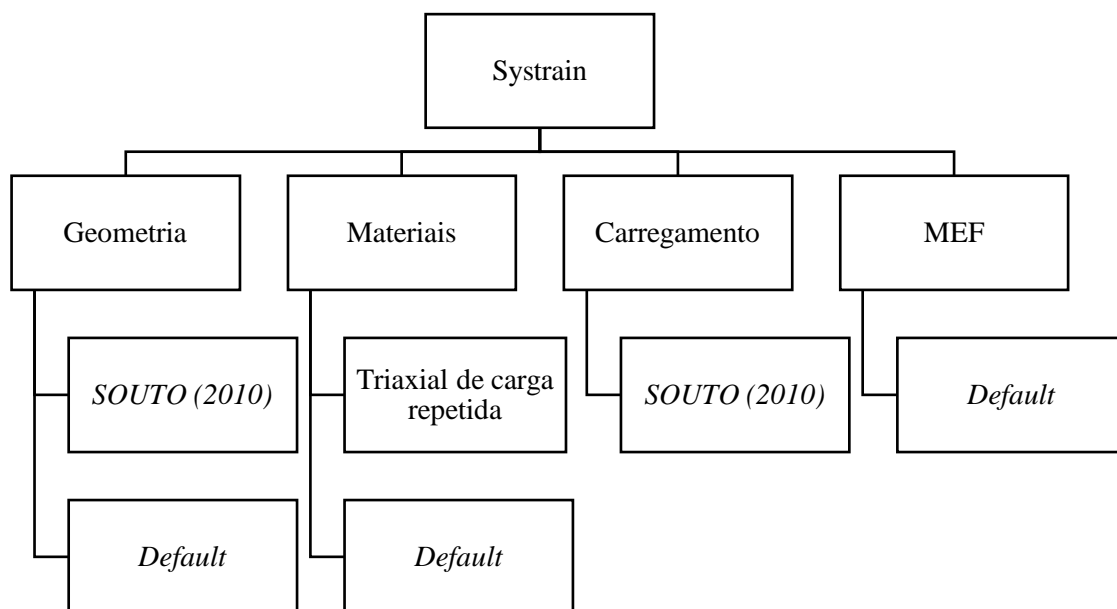 Systrain
Geometria
Materiais
Carregamento
MEF
SOUTO (2010)
Triaxial de carga
repetida
SOUTO (2010)
Default
Default
Default